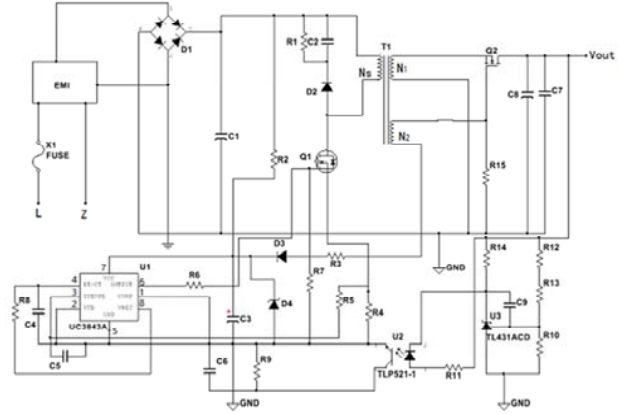 R1
C2
T1
Q2
Vout
D1
EMI
Ns
N1
D2
C8
C7
X1
FUSE
C1
R2
Q1
N2
R15
L
Z
D3
R3
GND
R14
R12
7
U1
4
6
R6
R7
R8
3
1
D4
R5
R13
C9
C4
2
8
C3
R4
U3
UC3843A
5
U2
TL431ACD
R10
C5
C6
R9
TLP521-1
R11
GND
GND